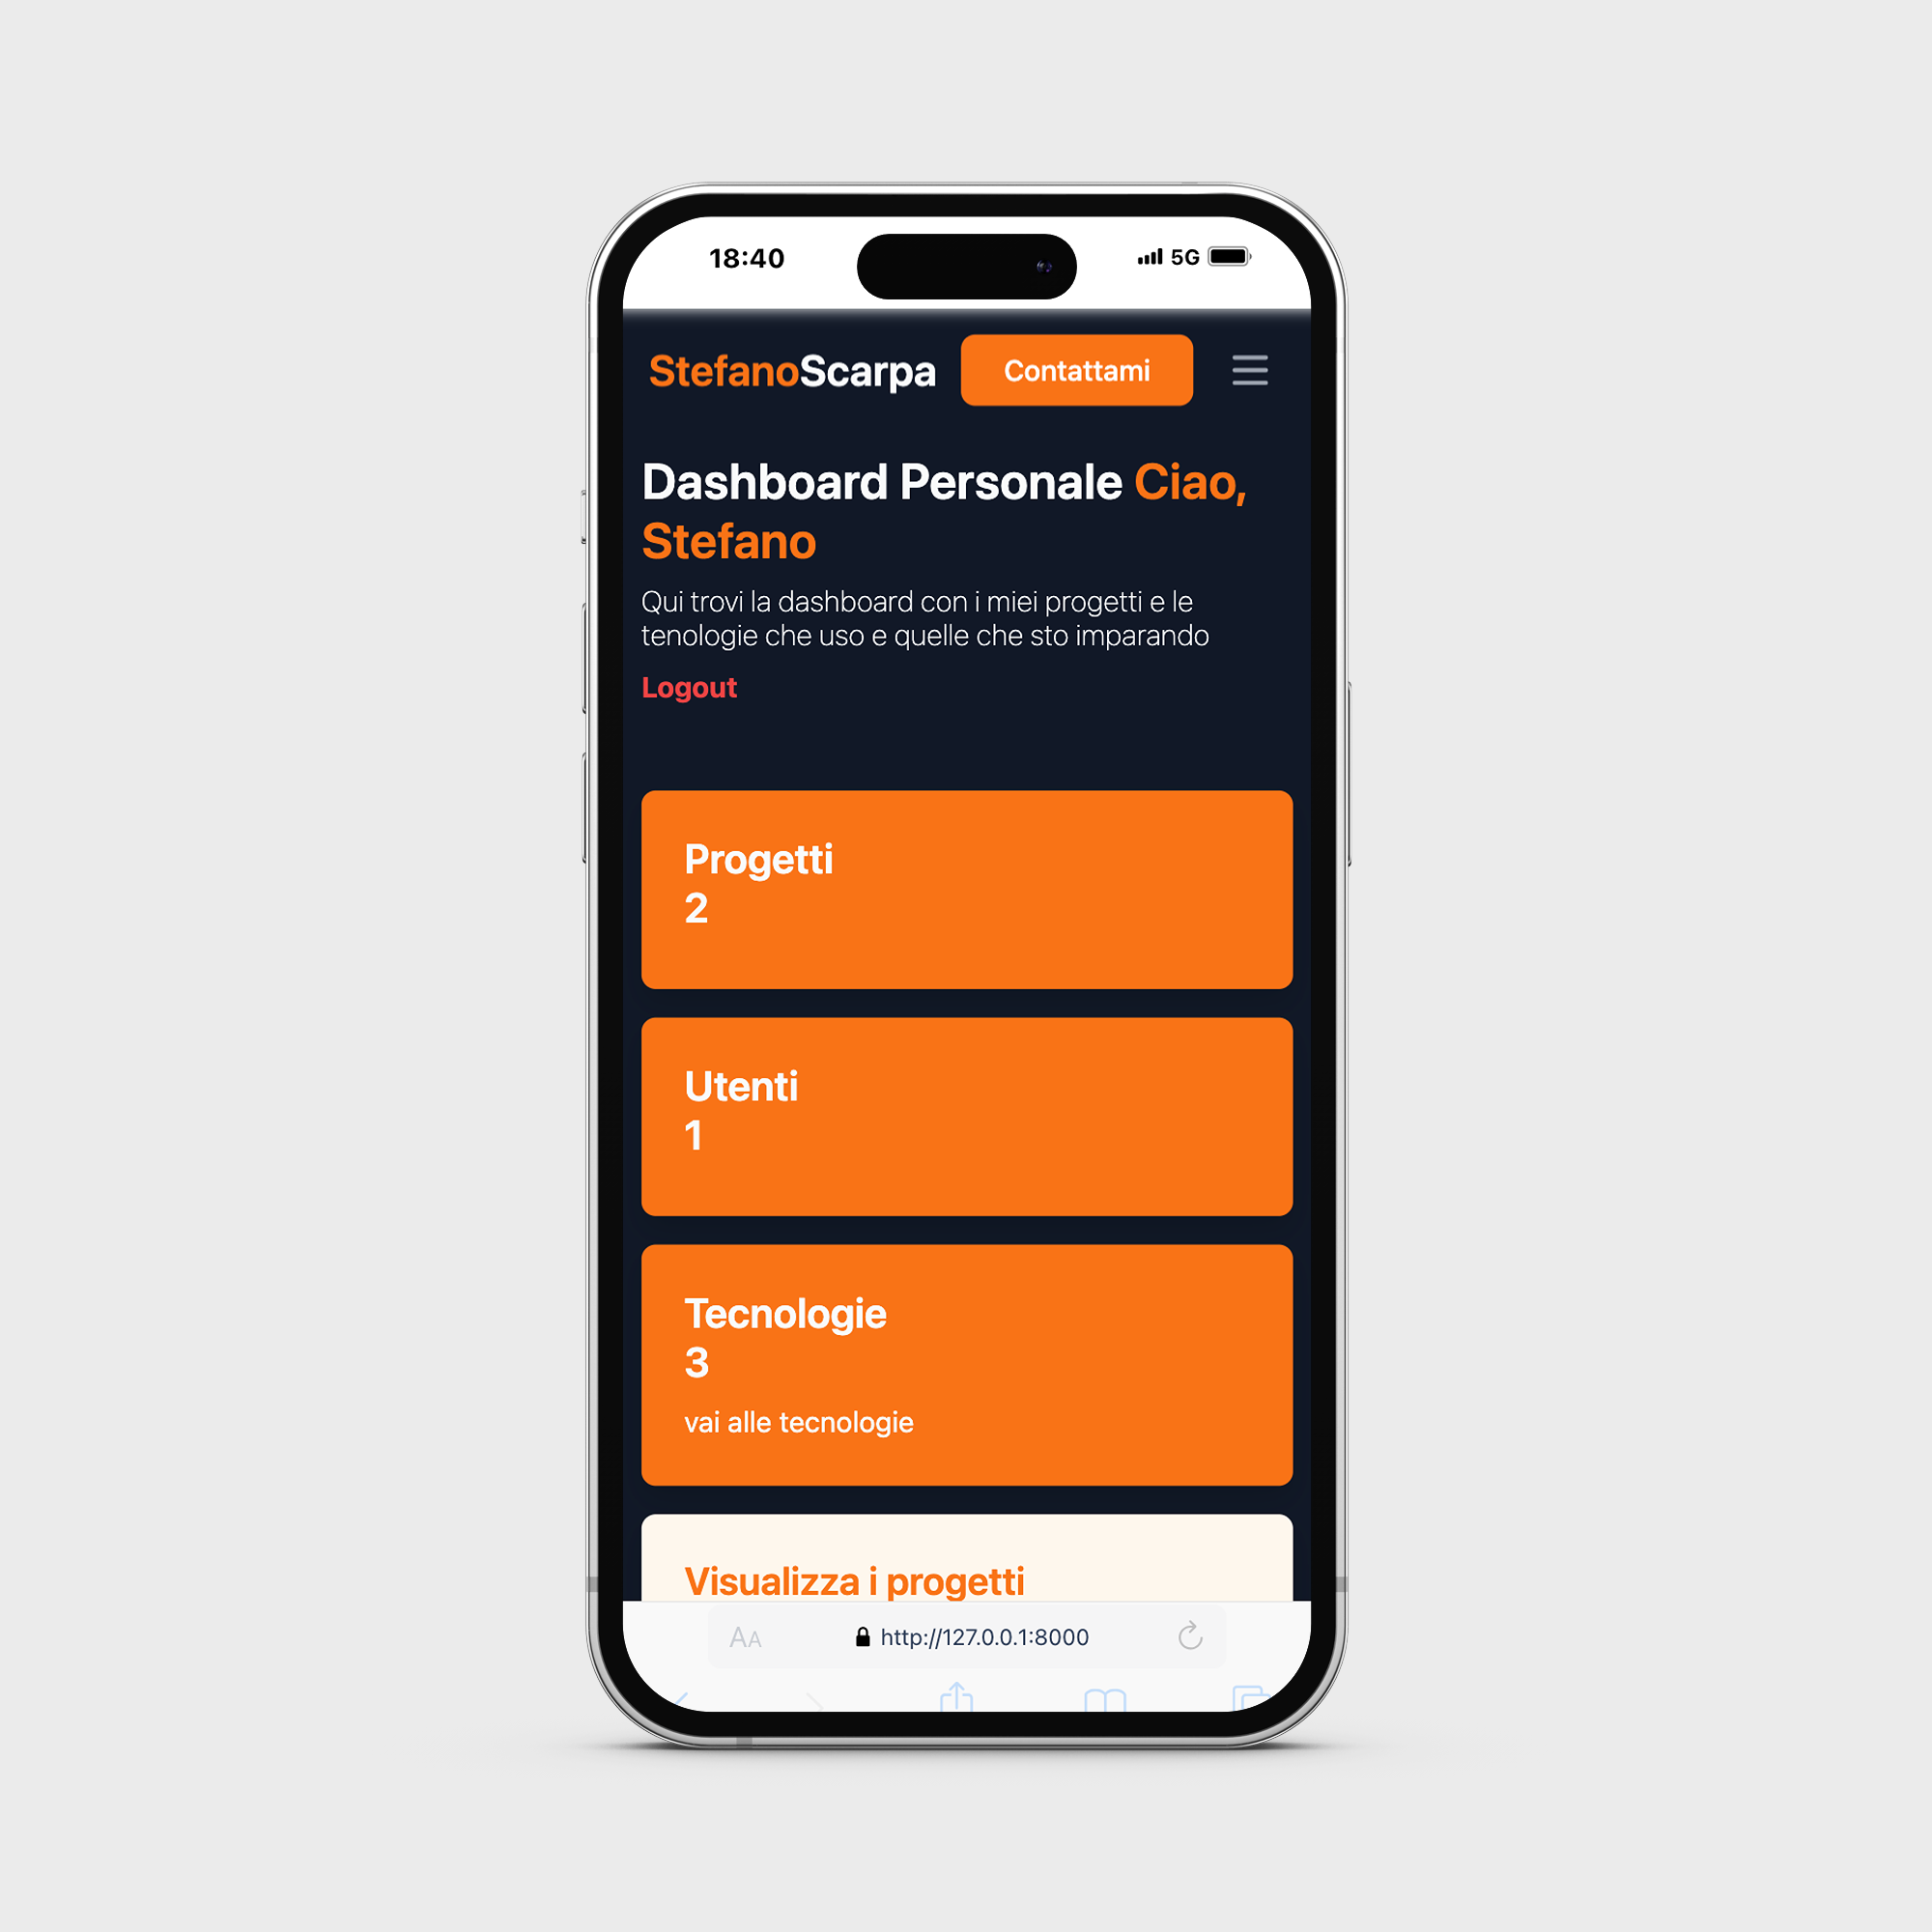 18:40 5G
StefanoScarpa Contattami
Dashboard Personale Ciao,
Stefano
Qui trovi la dashboard con i miei progetti e le
tenologie che uso e quelle che sto imparando
Logout
Progetti
2
Utenti
1
Tecnologie
3
vai alle tecnologie
Visualizza i progetti
AA http://127.0.0.1:8000